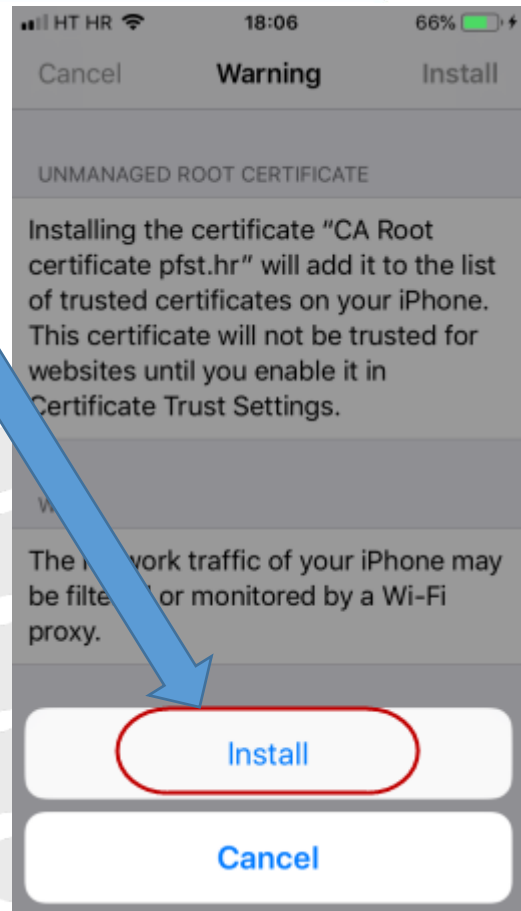 HT HR 18:06 66%
Cancel Warning Install
UNMANAGED ROOT CERTIFICATE
Installing the certificate “CA Root
certificate pfst.hr” will add it to the list
of trusted certificates on your iPhone.
This certificate will not be trusted for
websites until you enable it in
Certificate Trust Settings.
The network traffic of your iPhone may
be filtered or monitored by a Wi-Fi
proxy.
Install
Cancel